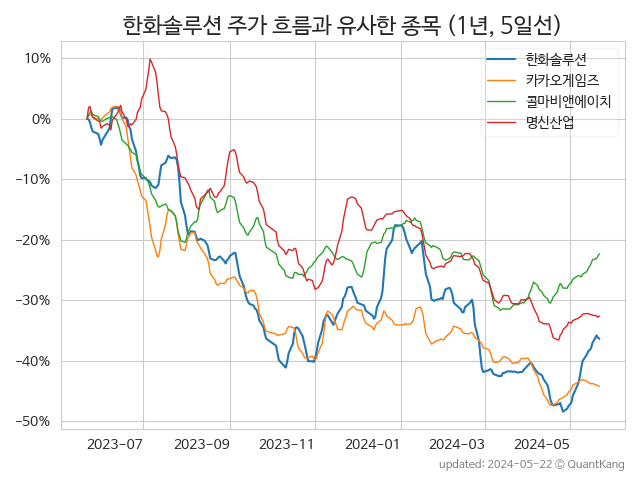 한화솔루션 주가 흐름과 유사한 종목 (1년, 5일선)
한화솔루션
카카오게임즈
콜마비앤에이치
명신산업
10%
0%
−10%
−20%
−30%
−40%
−50%
2023-07
2023-09
2023-11
2024-01
2024-03
2024-05
updated: 2024-05-22 © QuantKang